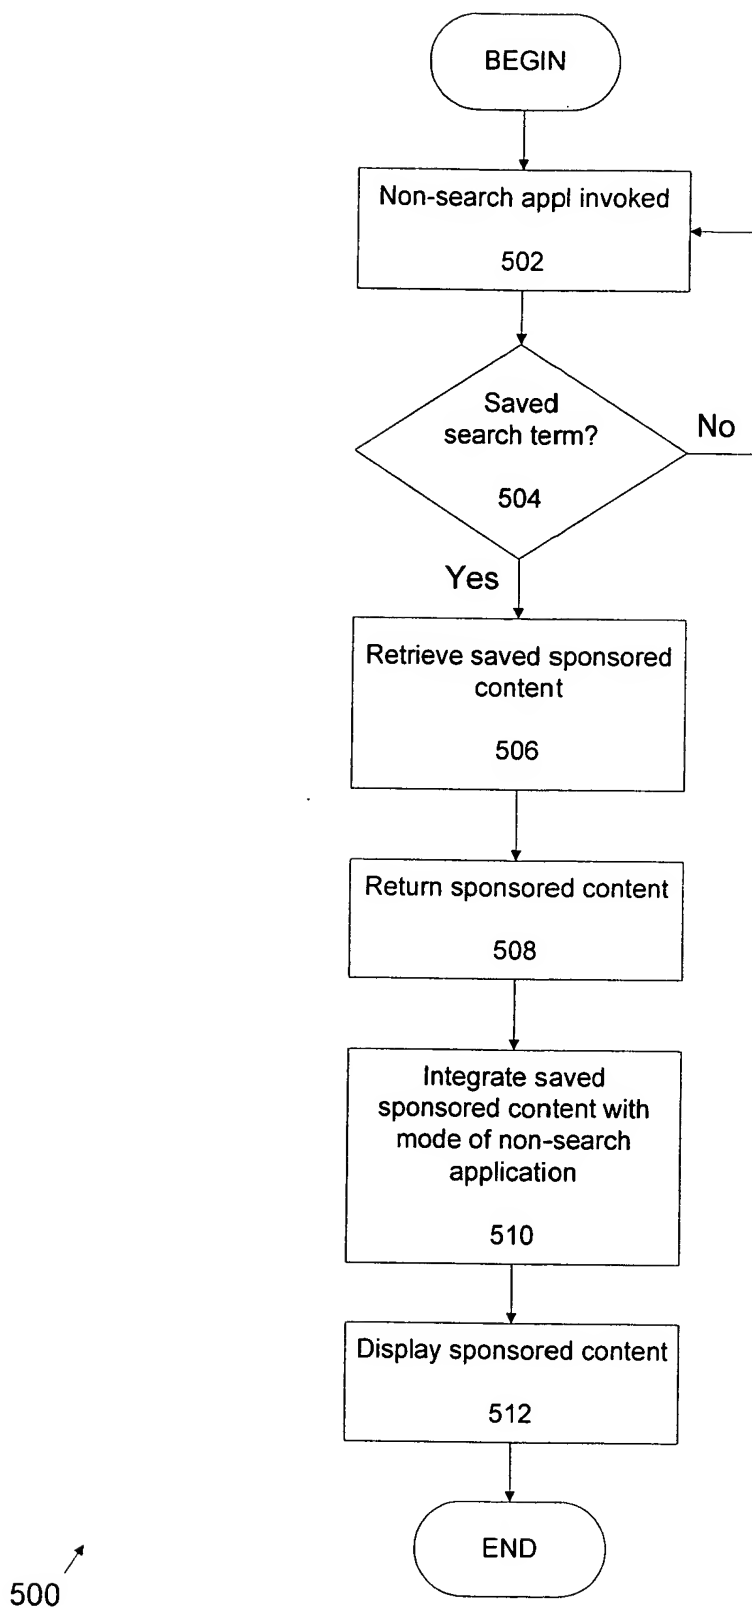 BEGIN
Non-search appl invoked
502
Saved
search term?
504
No
Yes
Retrieve saved sponsored
content
506
Return sponsored content
508
Integrate saved
sponsored content with
mode of non-search
application
510
Display sponsored content
512
END
500